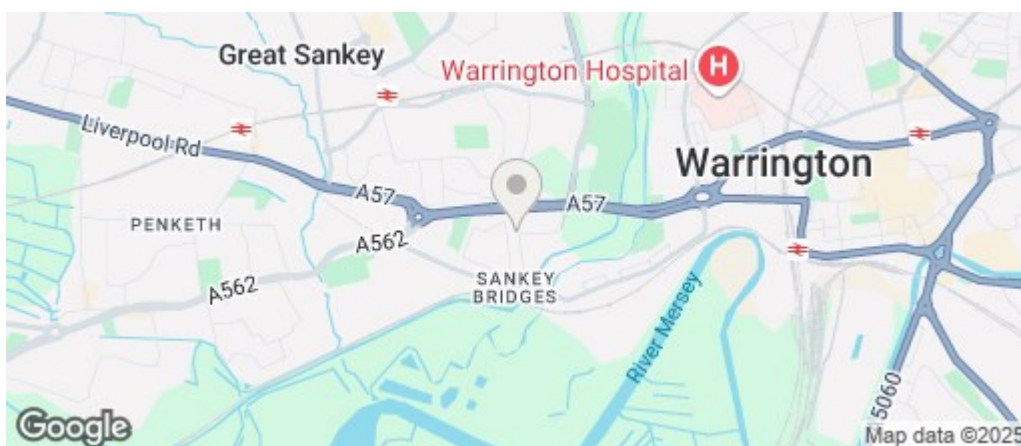 Great Sankey
Warrington Hospital
H
Liverpool Rd
Warrington
A57
A57
PENKETH
A562
A562
SANKEY
BRIDGES
River Mersey
A5060
Google
Map data ©2025